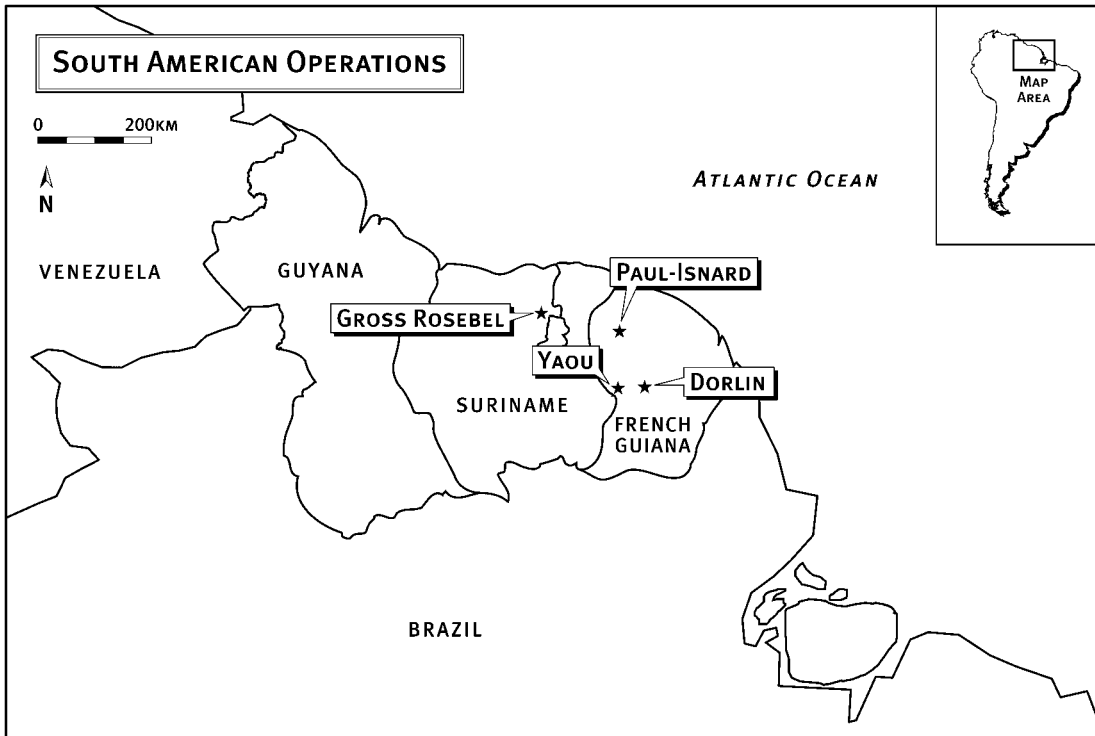 SOUTH AMERICAN OPERATIONS
0 200KM
N
MAP
AREA
ATLANTIC OCEAN
VENEZUELA
GUYANA
PAUL-ISNARD
GROSS ROSEBEL
YAOU
DORLIN
SURINAME
FRENCH
GUIANA
BRAZIL